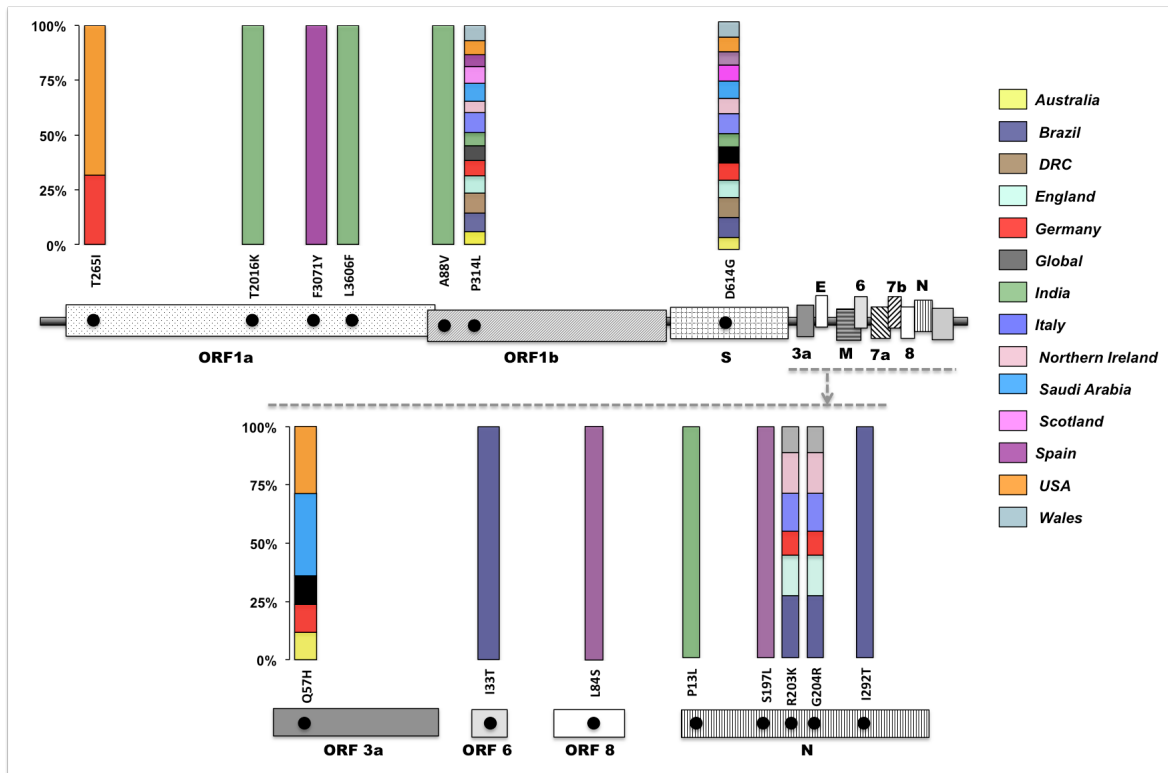 100%
75%
50%
25%
0%
T265I
T2016K
F3071Y
L3606F
A88V
P314L
D614G
ORF1a
ORF1b
S
3a
E
M
6
7a
7b
8
N
Australia
Brazil
DRC
England
Germany
Global
India
Italy
Northern Ireland
Saudi Arabia
Scotland
Spain
USA
Wales
100%
75%
50%
25%
0%
Q57H
I33T
L84S
P13L
S197L
R203K
G204R
I292T
ORF 3a
ORF 6
ORF 8
N